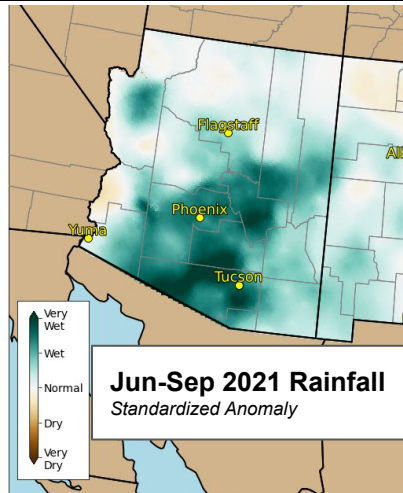 Flagstaff
Alb
Phoenix
Yuma
Tucson
Very
Wet
Wet
Normal
Dry
Very
Dry
Jun-Sep 2021 Rainfall
Standardized Anomaly